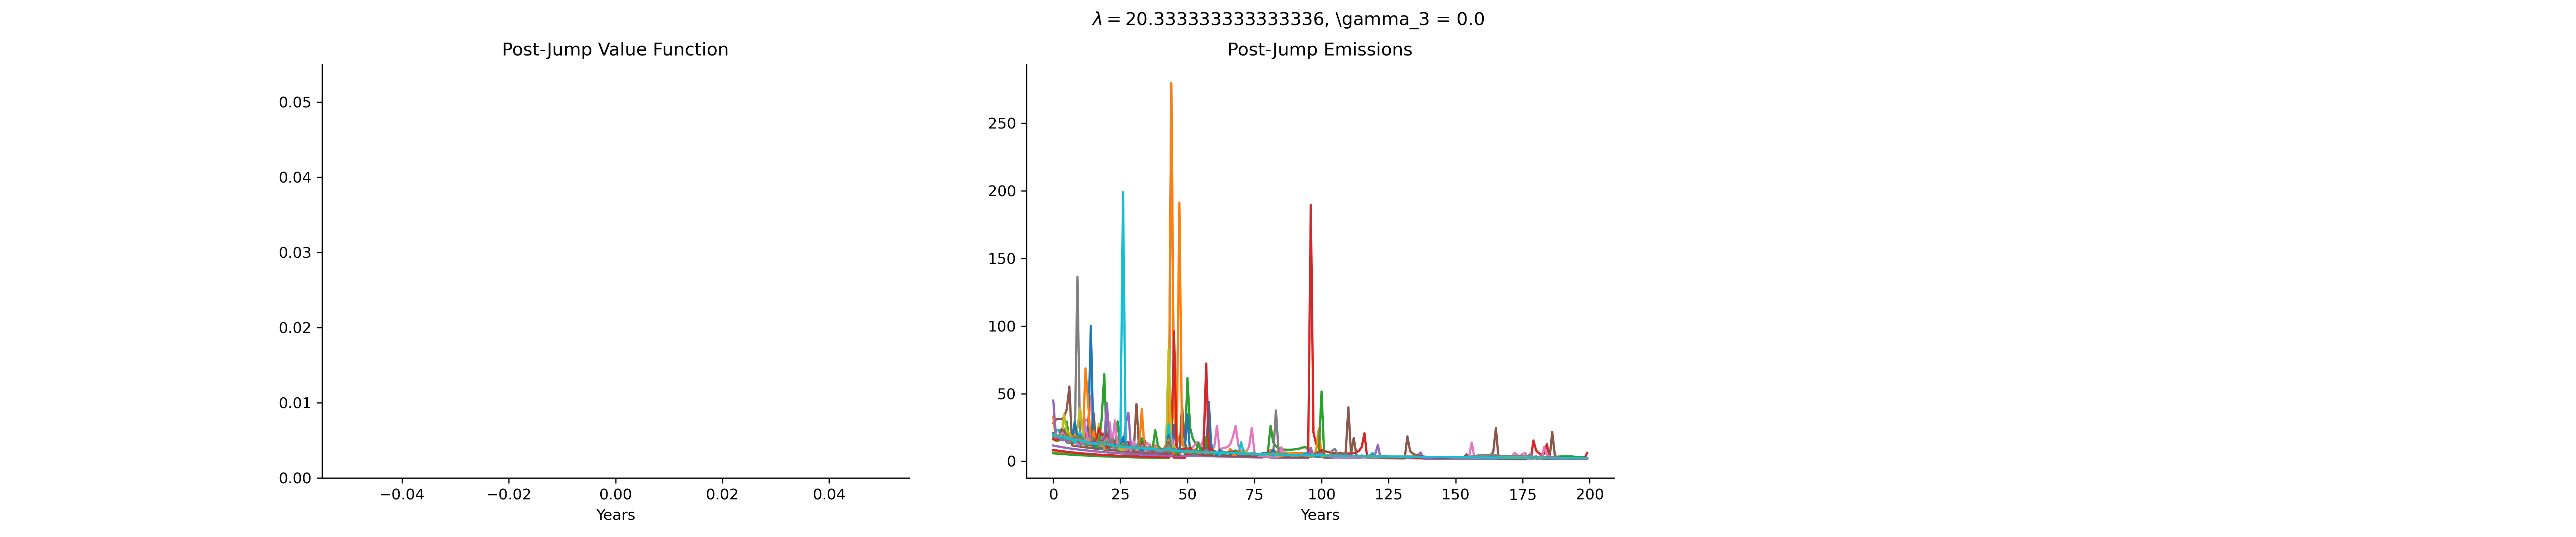 λ = 20.333333333333336, \gamma_3 = 0.0
Post-Jump Value Function
0.05
0.04
0.03
0.02
0.01
0.00
−0.04 −0.02 0.00 0.02 0.04
Years
Post-Jump Emissions
250
200
150
100
50
0
0 25 50 75 100 125 150 175 200
Years